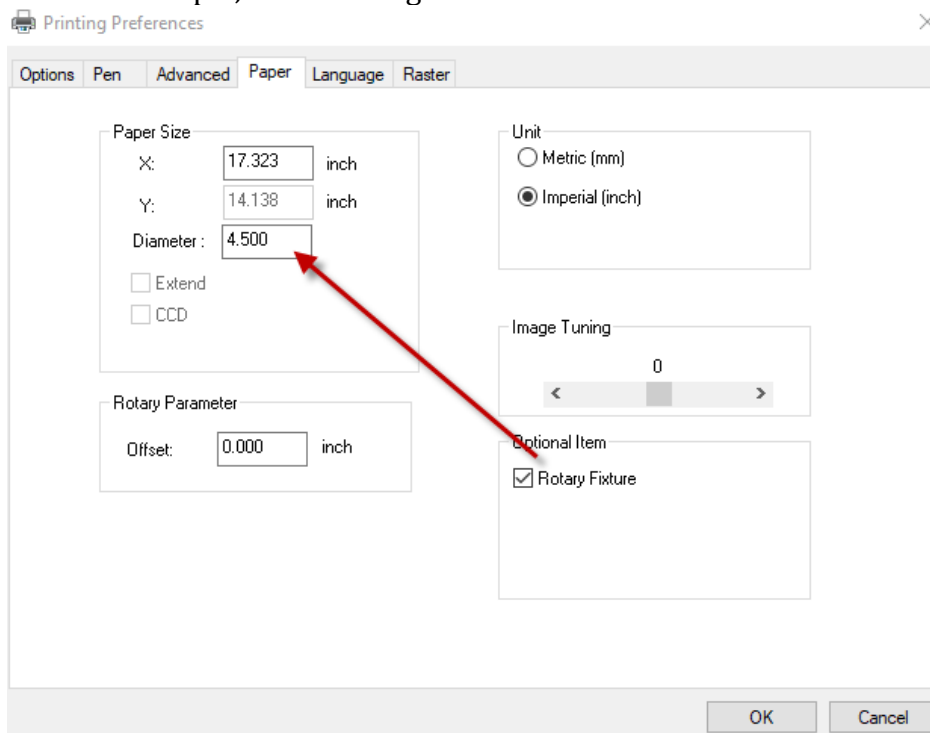 Printing Preferences
Options Pen Advanced Paper Language Raster
Paper Size
X: 17.323 inch
Y: 14.138 inch
Diameter : 4.500
Extend
CCD
Rotary Parameter
Offset: 0.000 inch
Unit
Metric (mm)
Imperial (inch)
Image Tuning
0
Optional Item
Rotary Fixture
OK Cancel